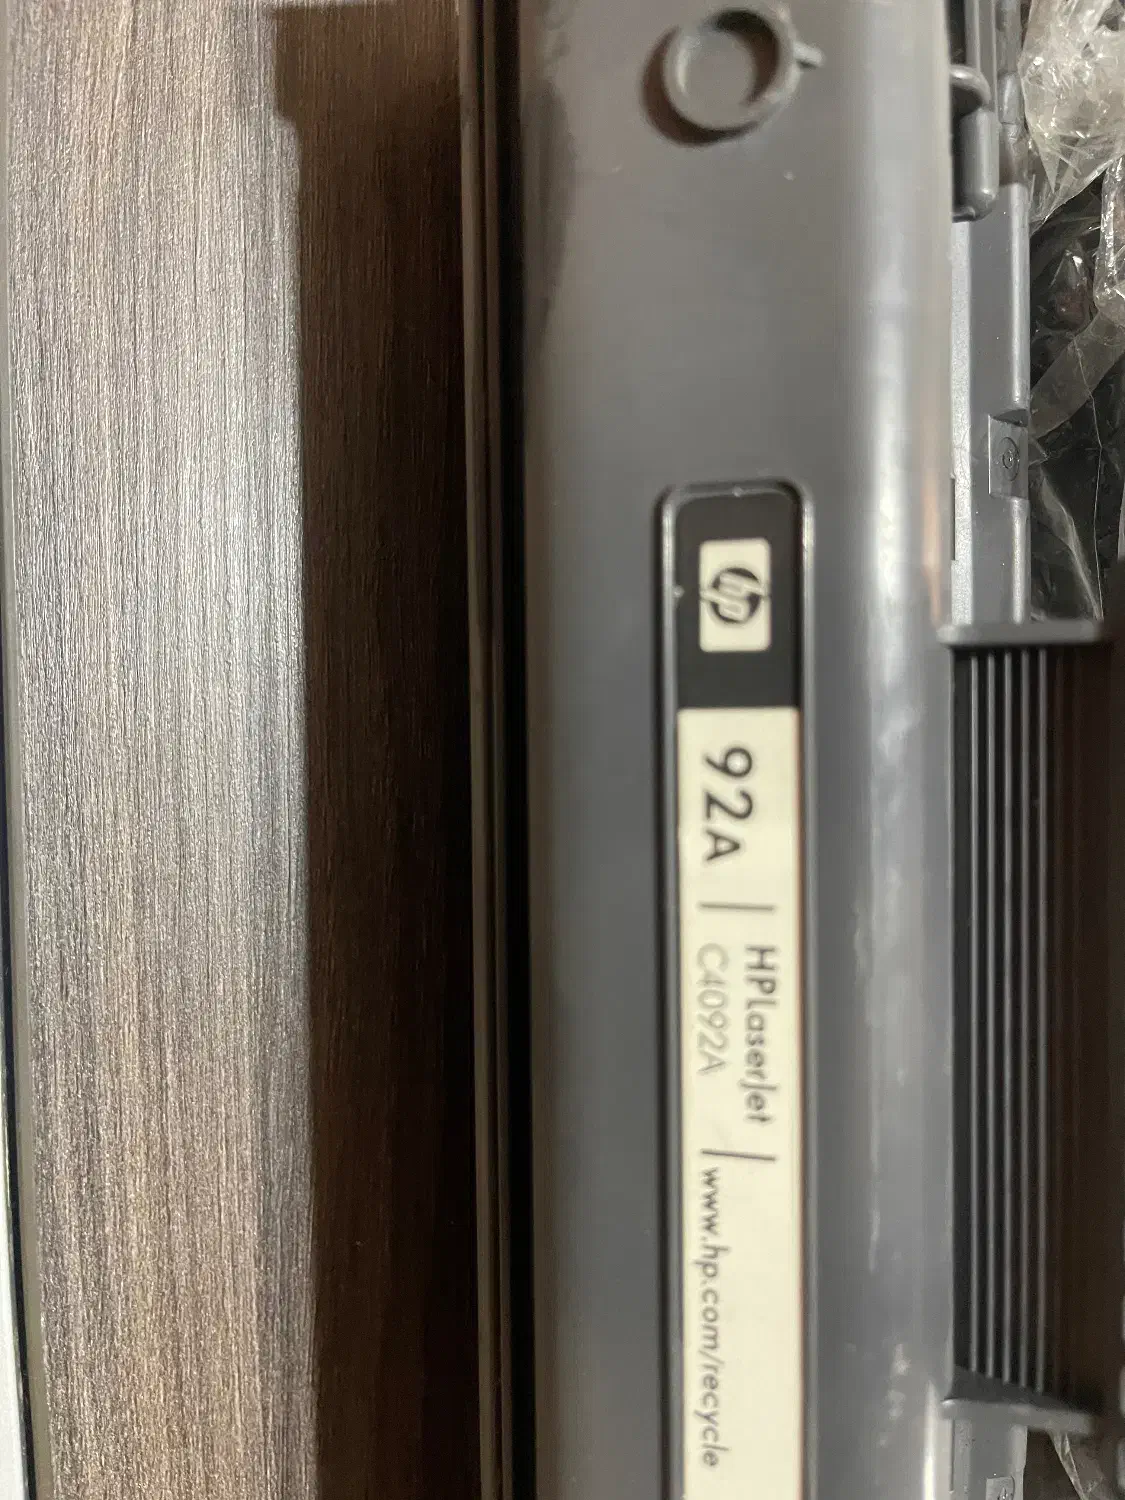 hp
92A
HP LaserJet
C4092A
www.hp.com/recycle